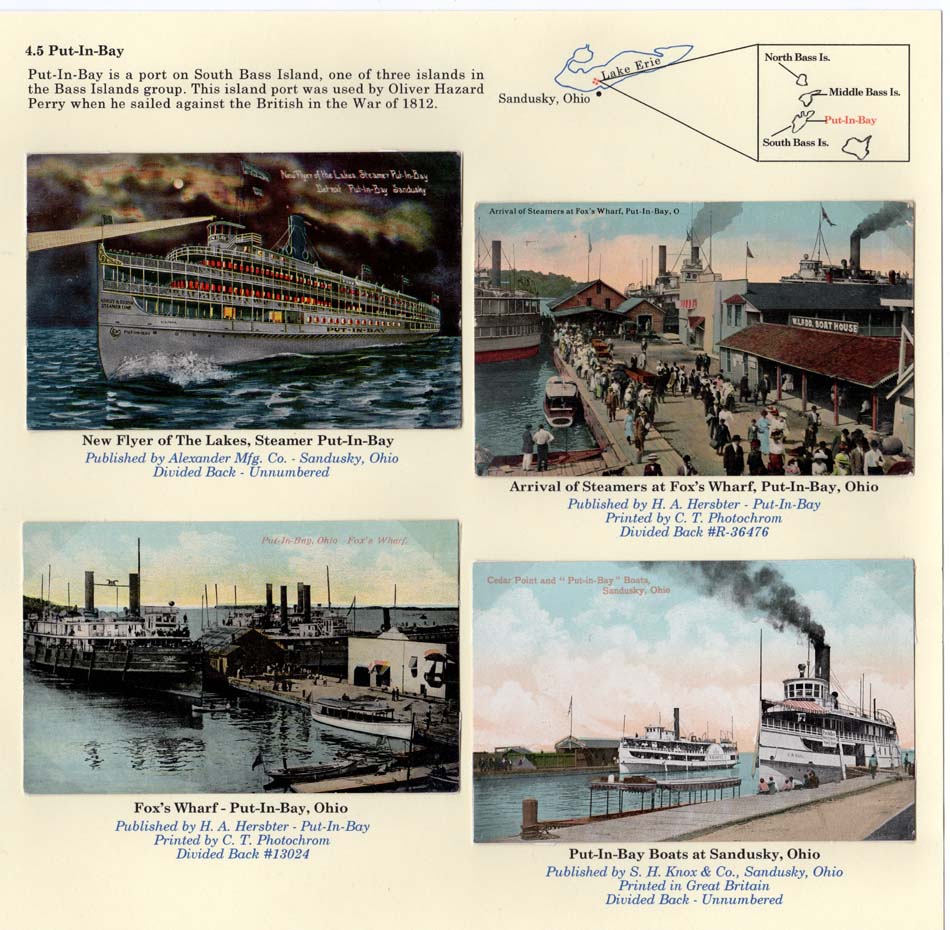 4.5 Put-In-Bay
Put-In-Bay is a port on South Bass Island, one of three islands in
the Bass Islands group. This island port was used by Oliver Hazard
Perry when he sailed against the British in the War of 1812.
Lake Erie
Sandusky, Ohio
North Bass Is.
Middle Bass Is.
Put-In-Bay
South Bass Is.
New Flyer of the Lakes, Steamer Put-In-Bay
Detroit Put-In-Bay Sandusky
STEAMER LINE
PUT-IN-BAY
New Flyer of The Lakes, Steamer Put-In-Bay
Published by Alexander Mfg. Co. - Sandusky, Ohio
Divided Back - Unnumbered
Arrival of Steamers at Fox's Wharf, Put-In-Bay, O
W.LADD. BOAT HOUSE
Arrival of Steamers at Fox's Wharf, Put-In-Bay, Ohio
Published by H. A. Hersbter - Put-In-Bay
Printed by C. T. Photochrom
Divided Back #R-36476
Put-In-Bay, Ohio Fox's Wharf.
Fox's Wharf - Put-In-Bay, Ohio
Published by H. A. Hersbter - Put-In-Bay
Printed by C. T. Photochrom
Divided Back #13024
Cedar Point and "Put-in-Bay" Boats,
Sandusky, Ohio
Put-In-Bay Boats at Sandusky, Ohio
Published by S. H. Knox & Co., Sandusky, Ohio
Printed in Great Britain
Divided Back - Unnumbered